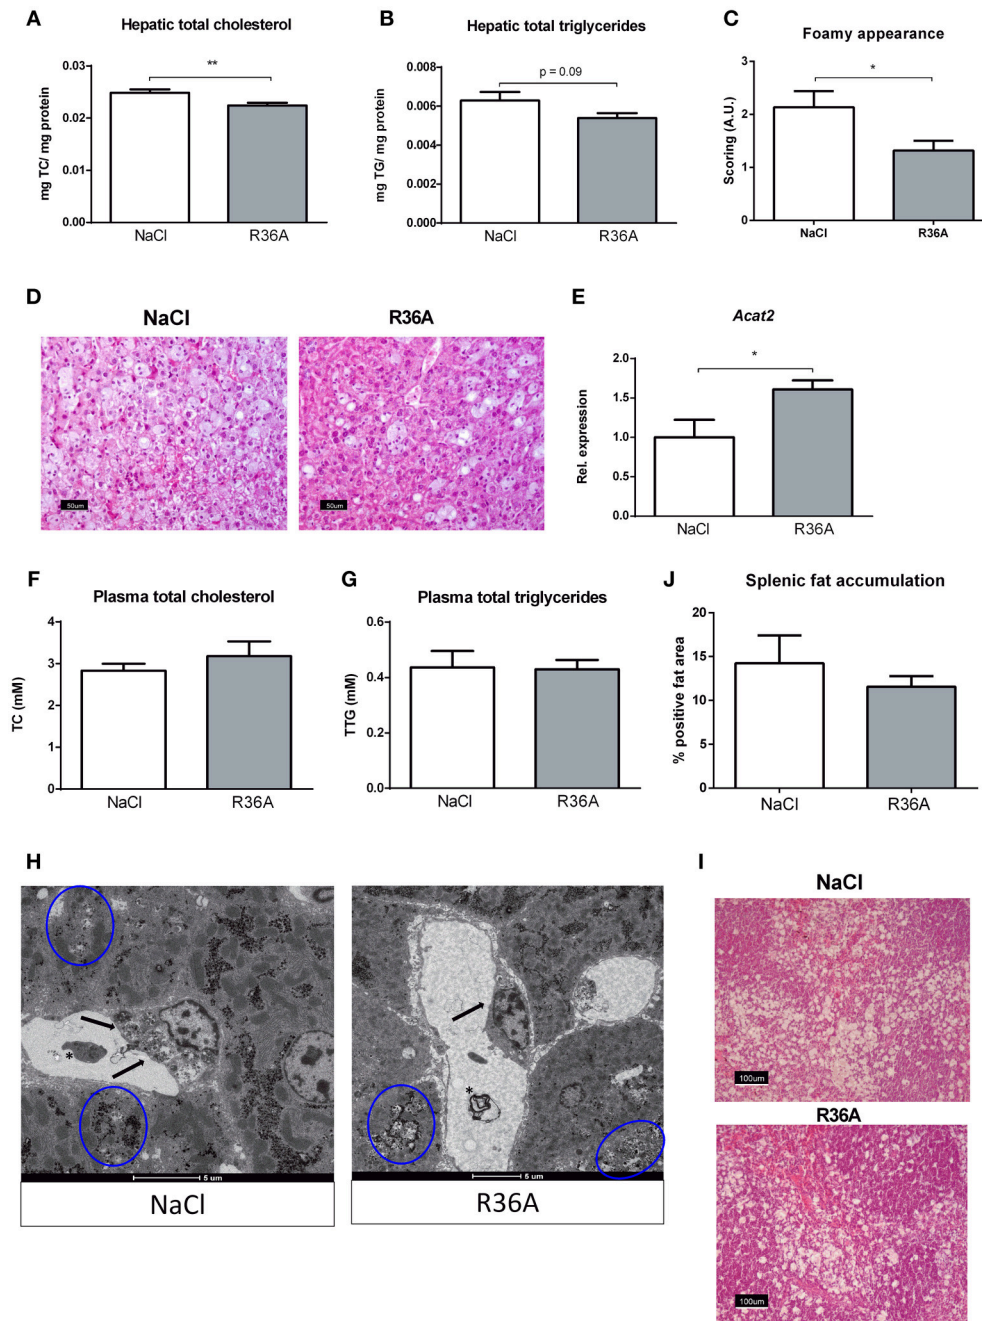 A
Hepatic total cholesterol
mg TC/ mg protein
0.03
0.02
0.01
0.00
**
NaCl
R36A
B
Hepatic total triglycerides
mg TG/ mg protein
0.008
0.006
0.004
0.002
0.000
p = 0.09
NaCl
R36A
C
Foamy appearance
Scoring (A.U.)
3
2
1
0
*
NaCl
R36A
D
NaCl
R36A
50um
50um
E
Acat2
Rel. expression
2.0
1.5
1.0
0.5
0.0
*
NaCl
R36A
F
Plasma total cholesterol
TC (mM)
4
3
2
1
0
NaCl
R36A
G
Plasma total triglycerides
TTG (mM)
0.6
0.4
0.2
0.0
NaCl
R36A
J
Splenic fat accumulation
% positive fat area
20
15
10
5
0
NaCl
R36A
H
*
5 um
NaCl
*
5 um
R36A
I
NaCl
100um
R36A
100um